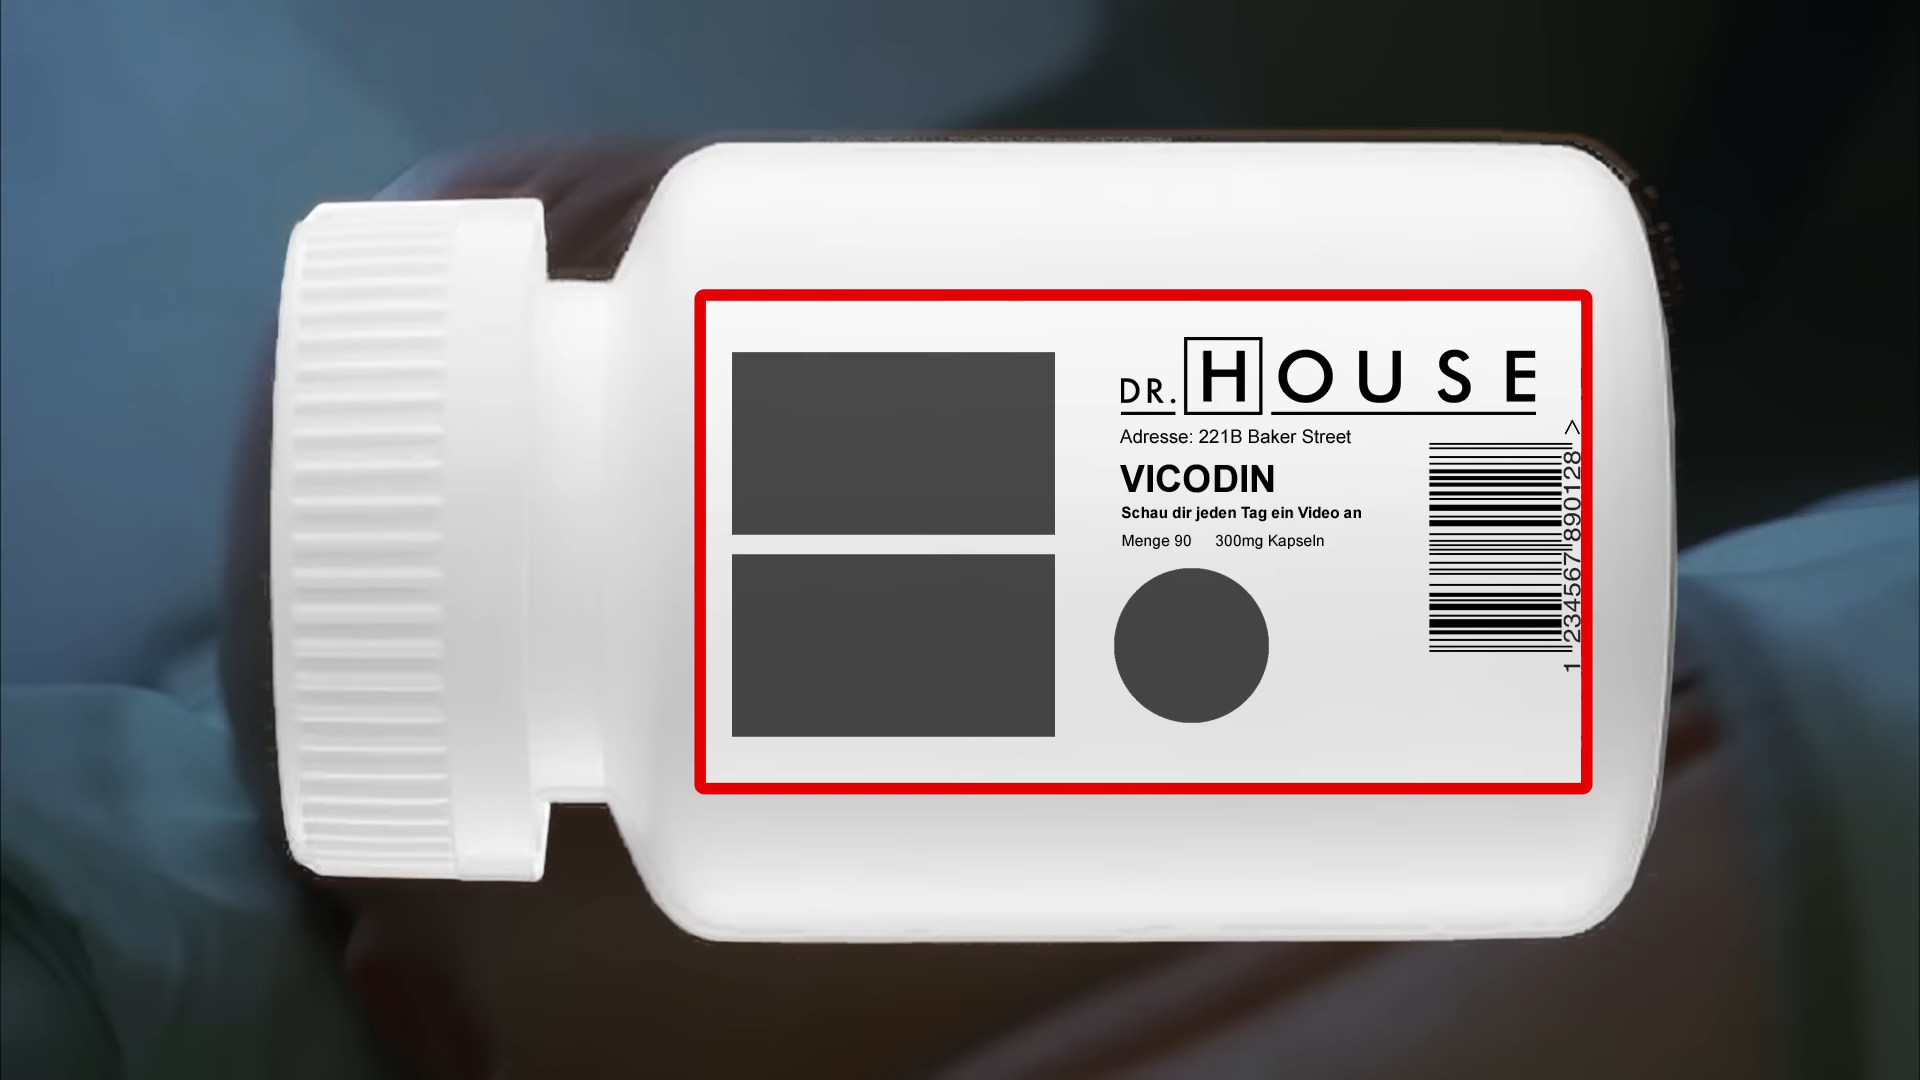 DR. HOUSE
Adresse: 221B Baker Street
VICODIN
Schau dir jeden Tag ein Video an
Menge 90 300mg Kapseln
1 234567 890128 >